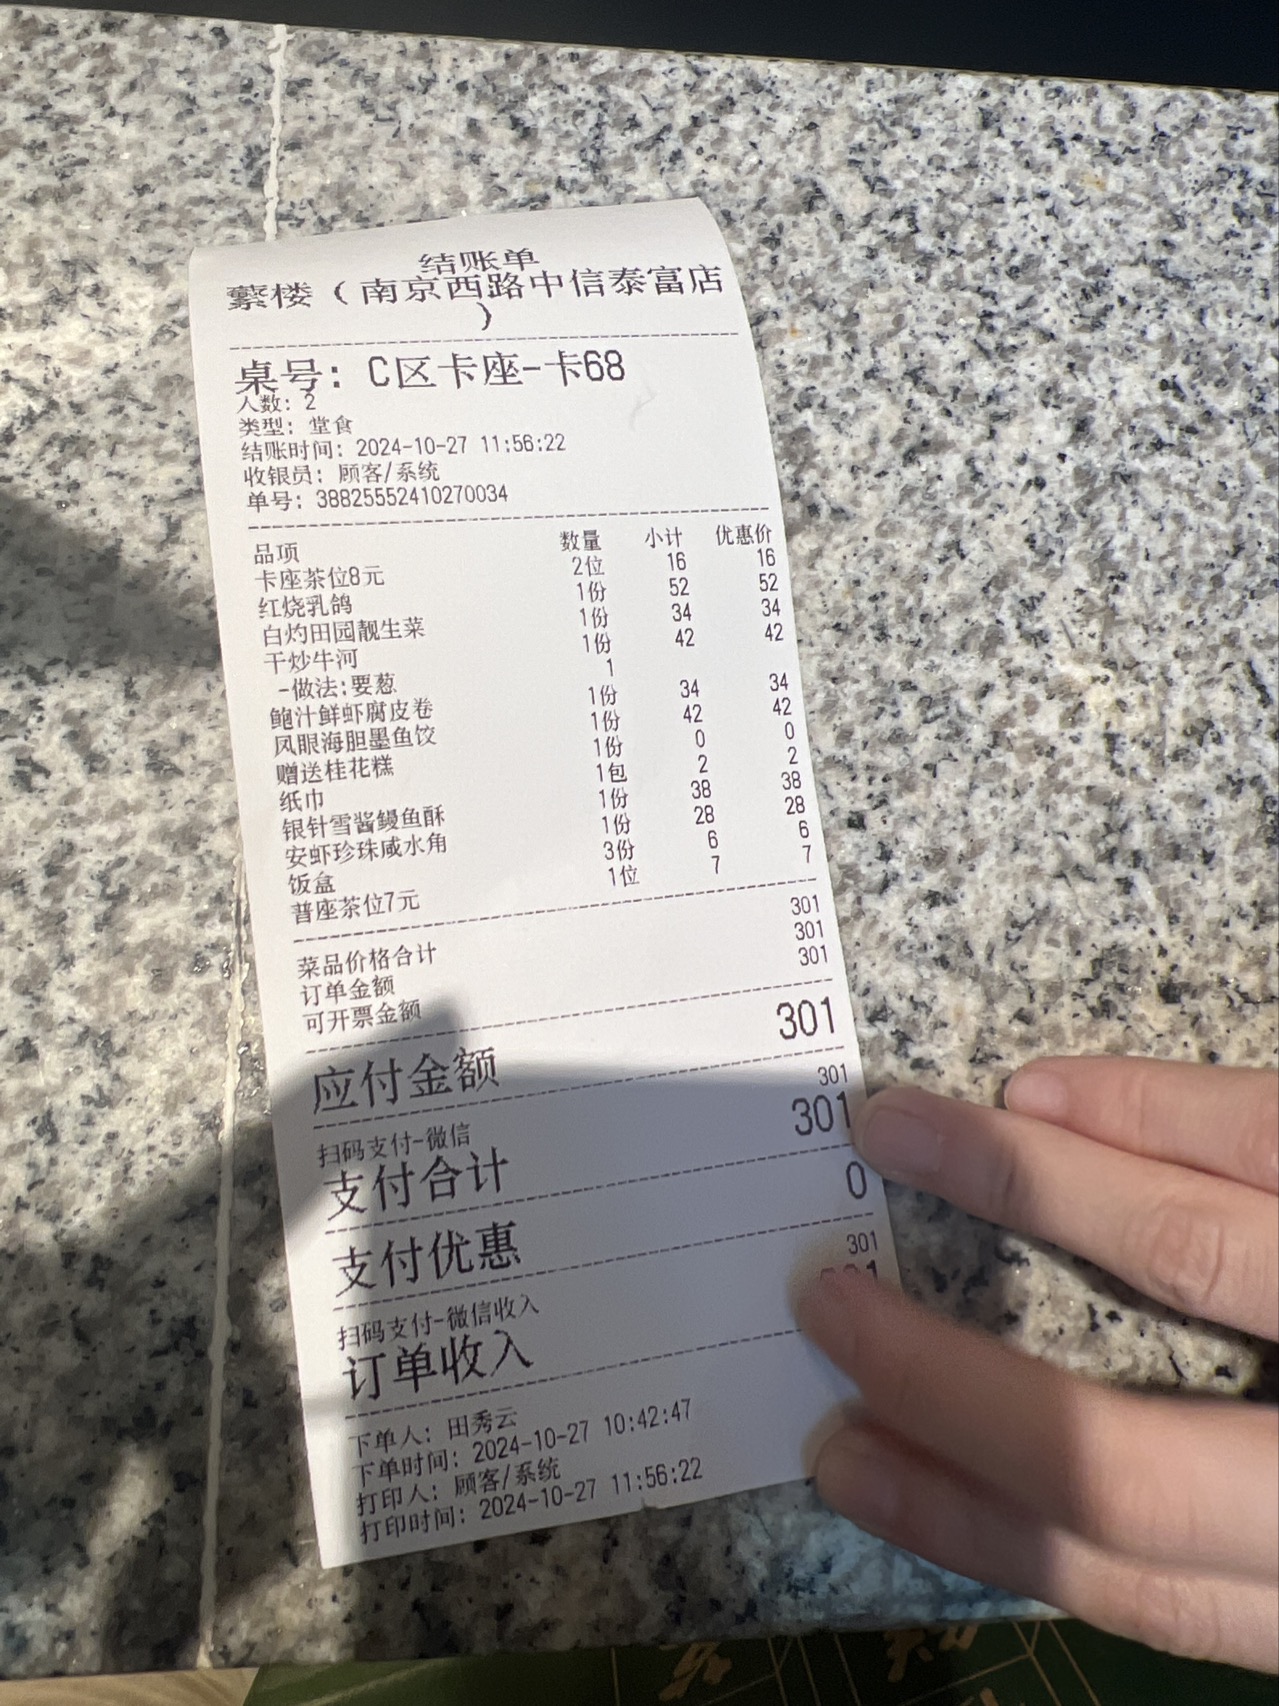 结账单
蘩楼（南京西路中信泰富店
）
桌号: C区卡座-卡68
人数: 2
类型: 堂食
结账时间: 2024-10-27 11:56:22
收银员: 顾客/系统
单号: 38825552410270034
品项 数量 小计 优惠价
卡座茶位8元 2位 16 16
红烧乳鸽 1份 52 52
白灼田园靓生菜 1份 34 34
干炒牛河 1份 42 42
-做法:要葱 1
鲍汁鲜虾腐皮卷 1份 34 34
凤眼海胆墨鱼饺 1份 42 42
赠送桂花糕 1份 0 0
纸巾 1包 2 2
银针雪酱鳗鱼酥 1份 38 38
安虾珍珠咸水角 1份 28 28
饭盒 3份 6 6
普座茶位7元 1位 7 7
菜品价格合计 301
订单金额 301
可开票金额 301
应付金额 301
扫码支付-微信 301
支付合计 301
支付优惠 0
扫码支付-微信收入 301
订单收入
下单人: 田秀云
下单时间: 2024-10-27 10:42:47
打印人: 顾客/系统
打印时间: 2024-10-27 11:56:22